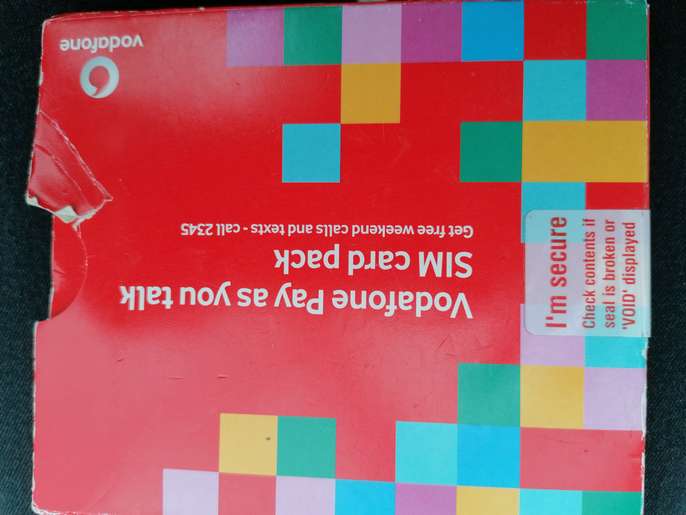 Vodafone Pay as you talk
SIM card pack
Get free weekend calls and texts - call 2345
vodafone
I'm secure
Check contents if
seal is broken or
'VOID' displayed